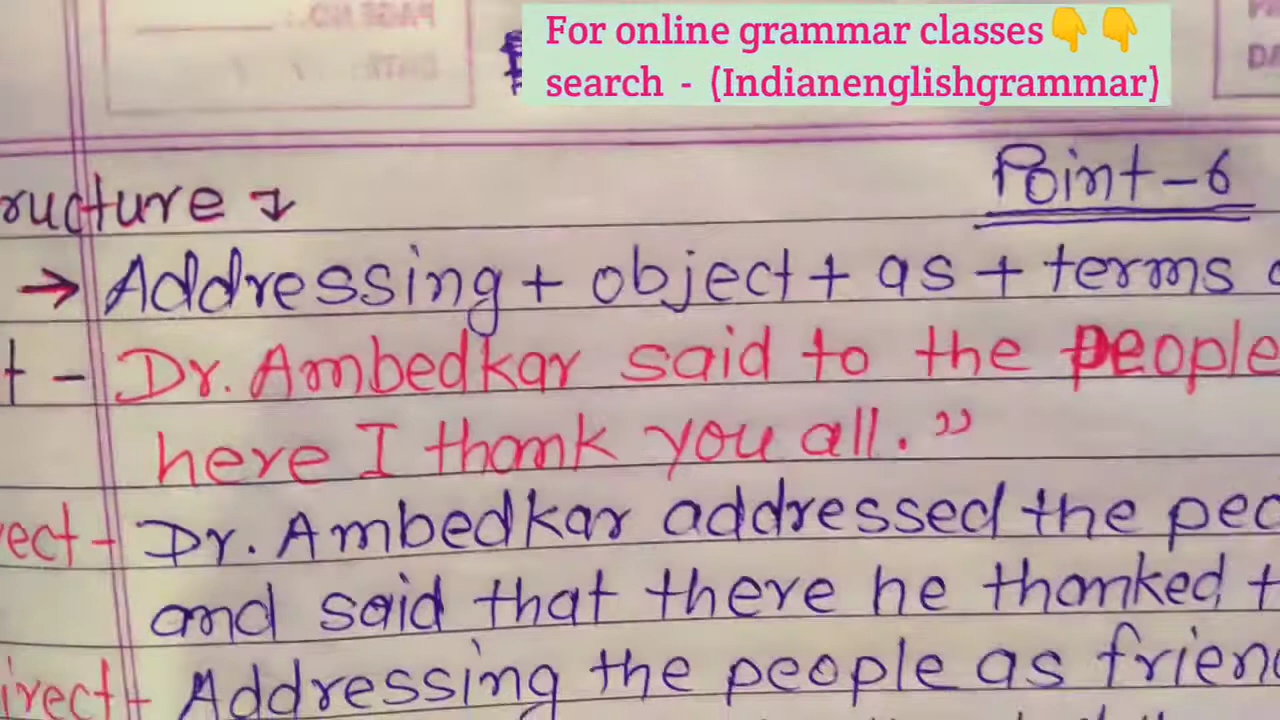 For online grammar classes👇👇
search - (Indianenglishgrammar)
Point-6
ructure
→ Addressing + object + as + terms
t - Dr. Ambedkar said to the people
here I thank you all.”
rect - Dr. Ambedkar addressed the peo
and said that there he thanked t
irect - Addressing the people as frien